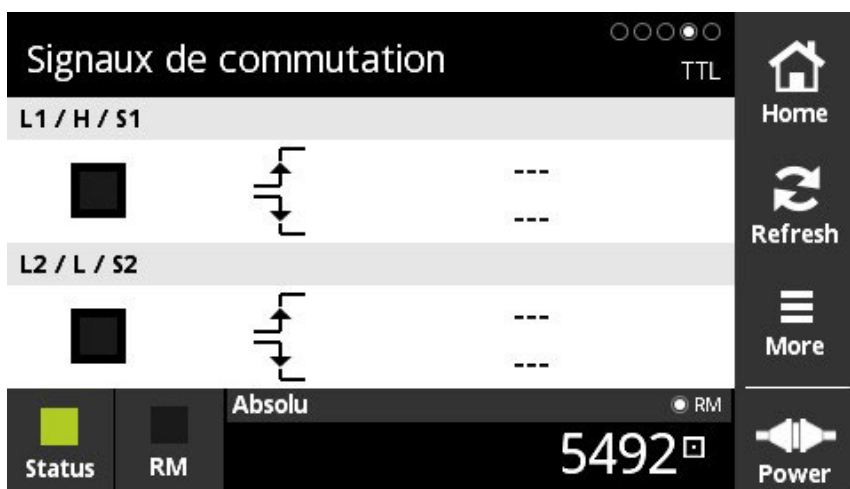 Signaux de commutation
TTL
Home
L1 / H / S1
---
---
Refresh
L2 / L / S2
---
---
More
Absolu
RM
5492
Status
RM
Power